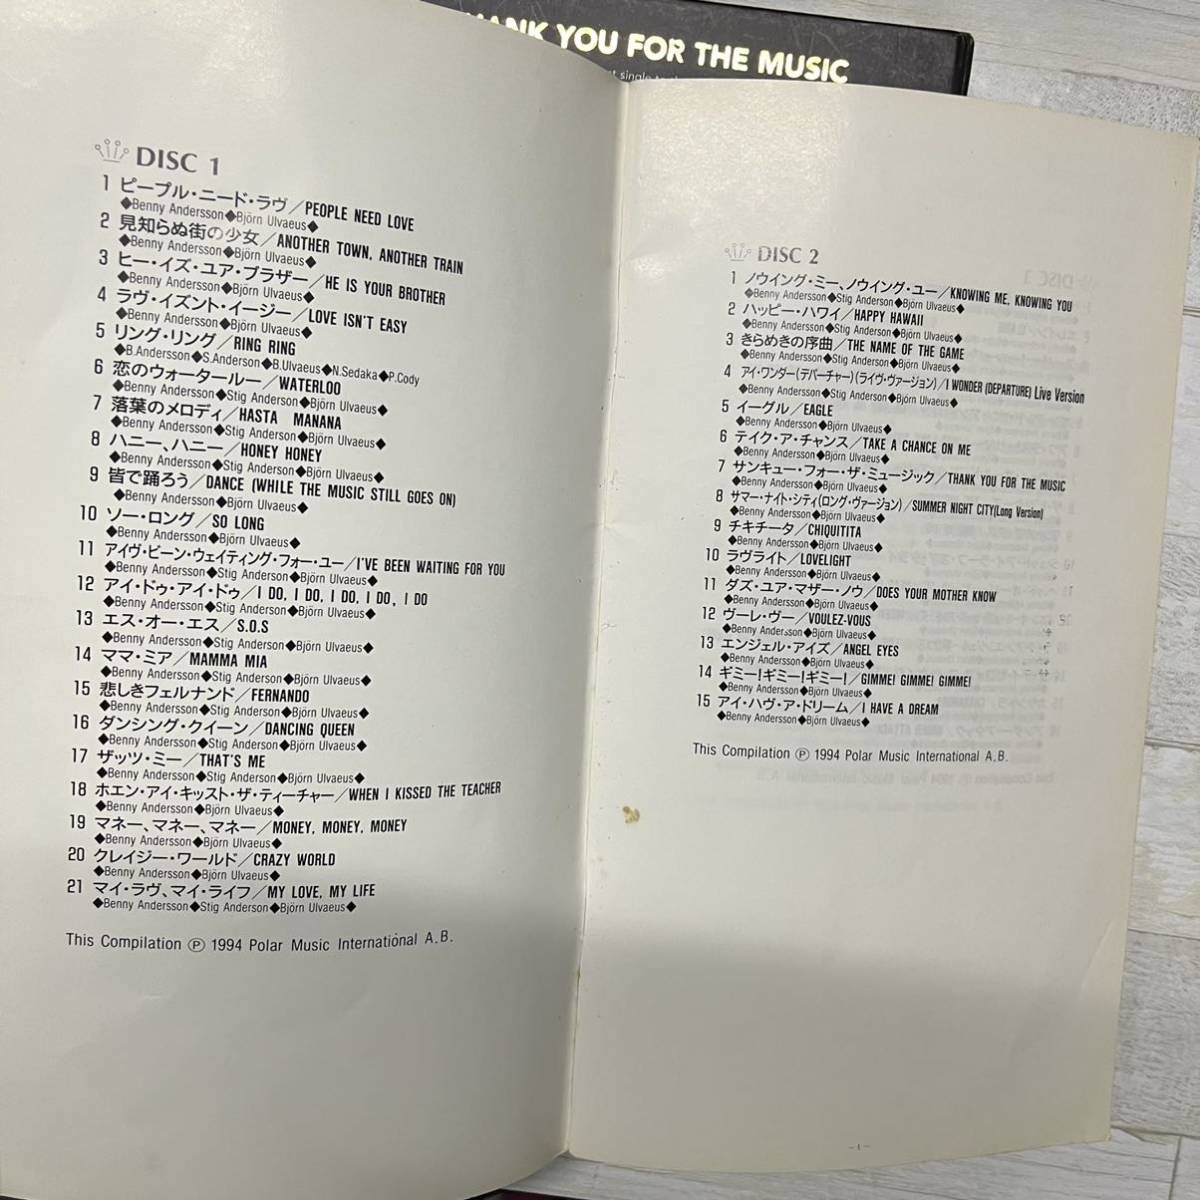 THANK YOU FOR THE MUSIC
DISC 1
1 ピープル・ニード・ラヴ/PEOPLE NEED LOVE
◆Benny Andersson◆Björn Ulvaeus◆
2 見知らぬ街の少女/ANOTHER TOWN, ANOTHER TRAIN
◆Benny Andersson◆Björn Ulvaeus◆
3 ヒー・イズ・ユア・ブラザー/HE IS YOUR BROTHER
◆Benny Andersson◆Björn Ulvaeus◆
4 ラヴ・イズント・イージー/LOVE ISN'T EASY
◆Benny Andersson◆Björn Ulvaeus◆
5 リング・リング/RING RING
◆B.Andersson◆S.Anderson◆B.Ulvaeus◆N.Sedaka◆P.Cody
6 恋のウォータールー/WATERLOO
◆Benny Andersson◆Stig Anderson◆Björn Ulvaeus◆
7 落葉のメロディ/HASTA MANANA
◆Benny Andersson◆Stig Anderson◆Björn Ulvaeus◆
8 ハニー、ハニー/HONEY HONEY
◆Benny Andersson◆Stig Anderson◆Björn Ulvaeus◆
9 皆で踊ろう/DANCE (WHILE THE MUSIC STILL GOES ON)
◆Benny Andersson◆Björn Ulvaeus◆
10 ソー・ロング/SO LONG
◆Benny Andersson◆Björn Ulvaeus◆
11 アイヴ・ビーン・ウェイティング・フォー・ユー/I'VE BEEN WAITING FOR YOU
◆Benny Andersson◆Stig Anderson◆Björn Ulvaeus◆
12 アイ・ドゥ・アイ・ドゥ/I DO, I DO, I DO, I DO, I DO
◆Benny Andersson◆Stig Anderson◆Björn Ulvaeus◆
13 エス・オー・エス/S.O.S
◆Benny Andersson◆Stig Anderson◆Björn Ulvaeus◆
14 ママ・ミア/MAMMA MIA
◆Benny Andersson◆Stig Anderson◆Björn Ulvaeus◆
15 悲しきフェルナンド/FERNANDO
◆Benny Andersson◆Stig Anderson◆Björn Ulvaeus◆
16 ダンシング・クイーン/DANCING QUEEN
◆Benny Andersson◆Stig Anderson◆Björn Ulvaeus◆
17 ザッツ・ミー/THAT'S ME
◆Benny Andersson◆Stig Anderson◆Björn Ulvaeus◆
18 ホエン・アイ・キッスト・ザ・ティーチャー/WHEN I KISSED THE TEACHER
◆Benny Andersson◆Björn Ulvaeus◆
19 マネー、マネー、マネー/MONEY, MONEY, MONEY
◆Benny Andersson◆Björn Ulvaeus◆
20 クレイジー・ワールド/CRAZY WORLD
◆Benny Andersson◆Björn Ulvaeus◆
21 マイ・ラヴ、マイ・ライフ/MY LOVE, MY LIFE
◆Benny Andersson◆Stig Anderson◆Björn Ulvaeus◆
This Compilation Ⓟ 1994 Polar Music International A.B.
DISC 2
1 ノウイング・ミー、ノウイング・ユー/KNOWING ME, KNOWING YOU
◆Benny Andersson◆Stig Anderson◆Björn Ulvaeus◆
2 ハッピー・ハワイ/HAPPY HAWAII
◆Benny Andersson◆Stig Anderson◆Björn Ulvaeus◆
3 きらめきの序曲/THE NAME OF THE GAME
◆Benny Andersson◆Stig Anderson◆Björn Ulvaeus◆
4 アイ・ワンダー(デパーチャー)(ライヴ・ヴァージョン)/I WONDER (DEPARTURE) Live Version
◆Benny Andersson◆Stig Anderson◆Björn Ulvaeus◆
5 イーグル/EAGLE
◆Benny Andersson◆Björn Ulvaeus◆
6 テイク・ア・チャンス/TAKE A CHANCE ON ME
◆Benny Andersson◆Björn Ulvaeus◆
7 サンキュー・フォー・ザ・ミュージック/THANK YOU FOR THE MUSIC
◆Benny Andersson◆Björn Ulvaeus◆
8 サマー・ナイト・シティ(ロング・ヴァージョン)/SUMMER NIGHT CITY(Long Version)
◆Benny Andersson◆Björn Ulvaeus◆
9 チキチータ/CHIQUITITA
◆Benny Andersson◆Björn Ulvaeus◆
10 ラヴライト/LOVELIGHT
◆Benny Andersson◆Björn Ulvaeus◆
11 ダズ・ユア・マザー・ノウ/DOES YOUR MOTHER KNOW
◆Benny Andersson◆Björn Ulvaeus◆
12 ヴーレ・ヴー/VOULEZ-VOUS
◆Benny Andersson◆Björn Ulvaeus◆
13 エンジェル・アイズ/ANGEL EYES
◆Benny Andersson◆Björn Ulvaeus◆
14 ギミー!ギミー!ギミー!/GIMME! GIMME! GIMME!
◆Benny Andersson◆Björn Ulvaeus◆
15 アイ・ハヴ・ア・ドリーム/I HAVE A DREAM
◆Benny Andersson◆Björn Ulvaeus◆
This Compilation Ⓟ 1994 Polar Music International A.B.